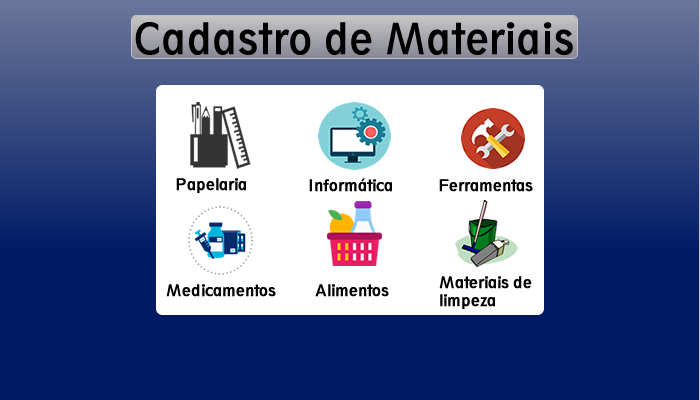 Cadastro de Materiais
Papelaria
Informática
Ferramentas
Medicamentos
Alimentos
Materiais de
limpeza